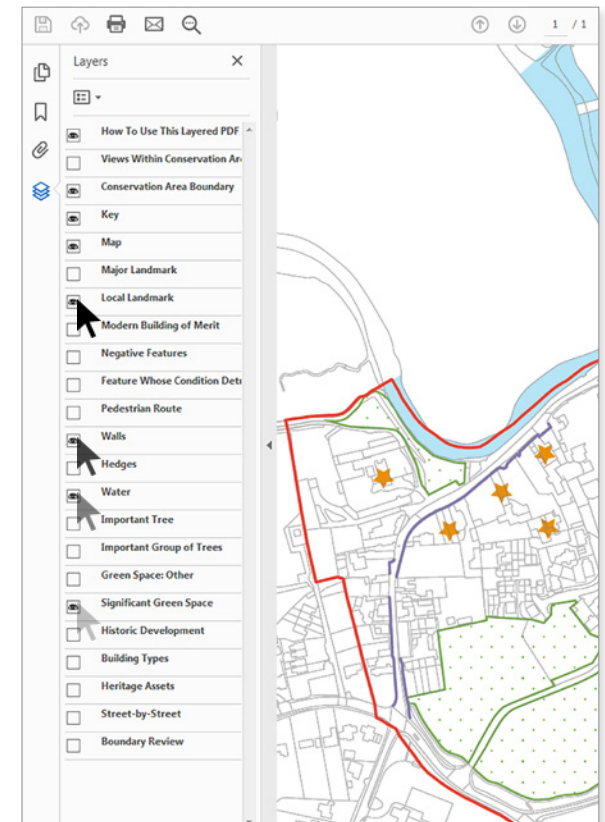 1 / 1
Layers
How To Use This Layered PDF
Views Within Conservation Are
Conservation Area Boundary
Key
Map
Major Landmark
Local Landmark
Modern Building of Merit
Negative Features
Feature Whose Condition Detr
Pedestrian Route
Walls
Hedges
Water
Important Tree
Important Group of Trees
Green Space: Other
Significant Green Space
Historic Development
Building Types
Heritage Assets
Street-by-Street
Boundary Review